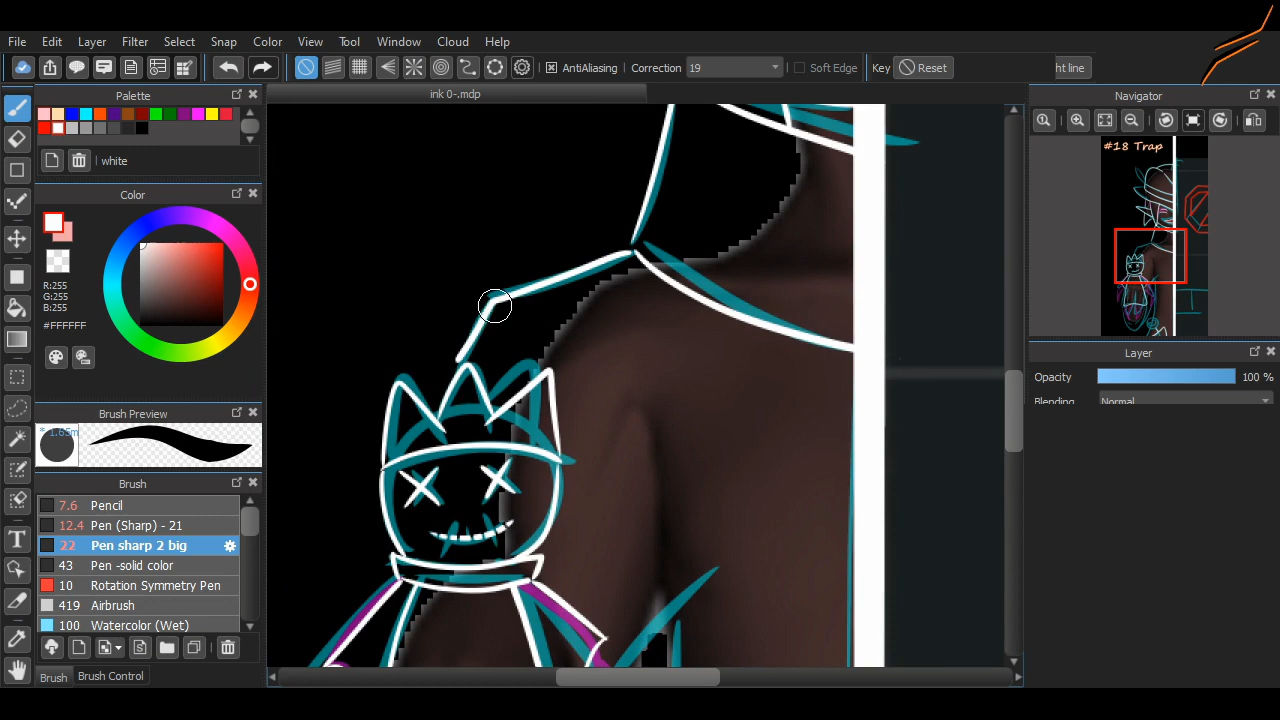 File Edit Layer Filter Select Snap Color View Tool Window Cloud Help
AntiAliasing Correction 19 Soft Edge Key Reset ht line
Palette
ink 0-.mdp
Navigator
white
#18 Trap
Color
R:255
G:255
B:255
#FFFFFF
Layer
Opacity 100 %
Blending Normal
Brush Preview
* 1.65m
Brush
7.6 Pencil
12.4 Pen (Sharp) - 21
22 Pen sharp 2 big
43 Pen -solid color
10 Rotation Symmetry Pen
419 Airbrush
100 Watercolor (Wet)
Brush Brush Control